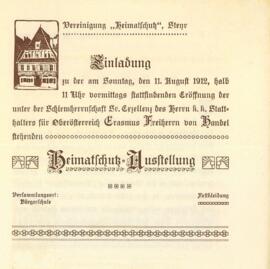 Vereinigung „Heimatschutz“, Steyr
Einladung
zu der am Sonntag, den 11. August 1912, halb
11 Uhr vormittags stattfindenden Eröffnung der
unter der Schirmherrschaft Sr. Exzellenz des Herrn k. k. Statt-
halters für Oberösterreich Erasmus Freiherrn von Handel
stehenden
Heimatschutz-Ausstellung
Versammlungsort:
Bürgerschule
Festkleidung